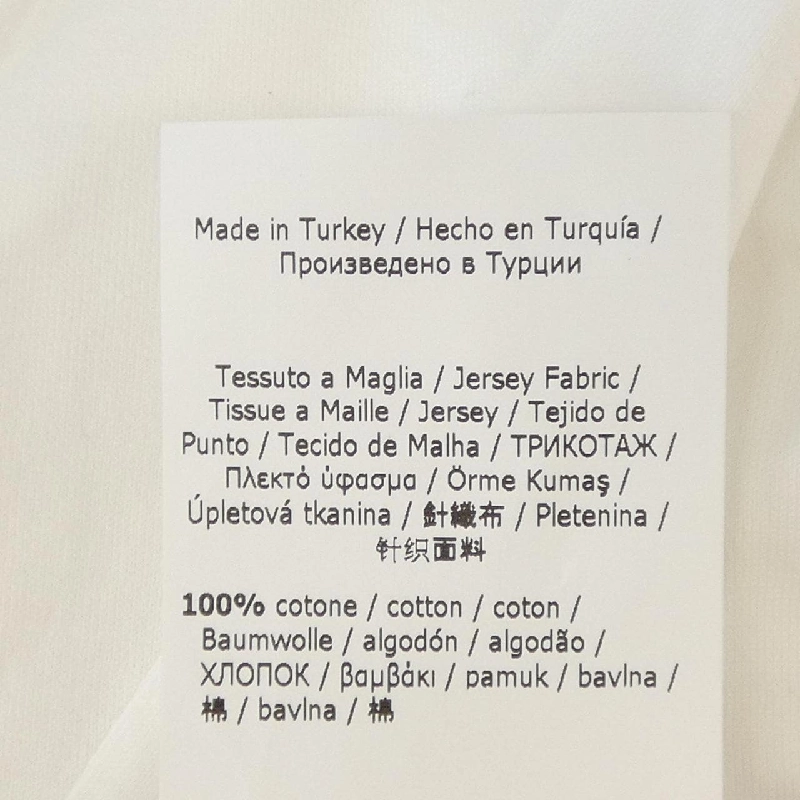 Made in Turkey / Hecho en Turquía /
Произведено в Турции
Tessuto a Maglia / Jersey Fabric /
Tissue a Maille / Jersey / Tejido de
Punto / Tecido de Malha / ТРИКОТАЖ /
Πλεκτό ύφασμα / Örme Kumaş /
Úpletová tkanina / 針織布 / Pletenina /
针织面料
100% cotone / cotton / coton /
Baumwolle / algodón / algodão /
ХЛОПОК / βαμβάκι / pamuk / bavlna /
棉 / bavlna / 棉